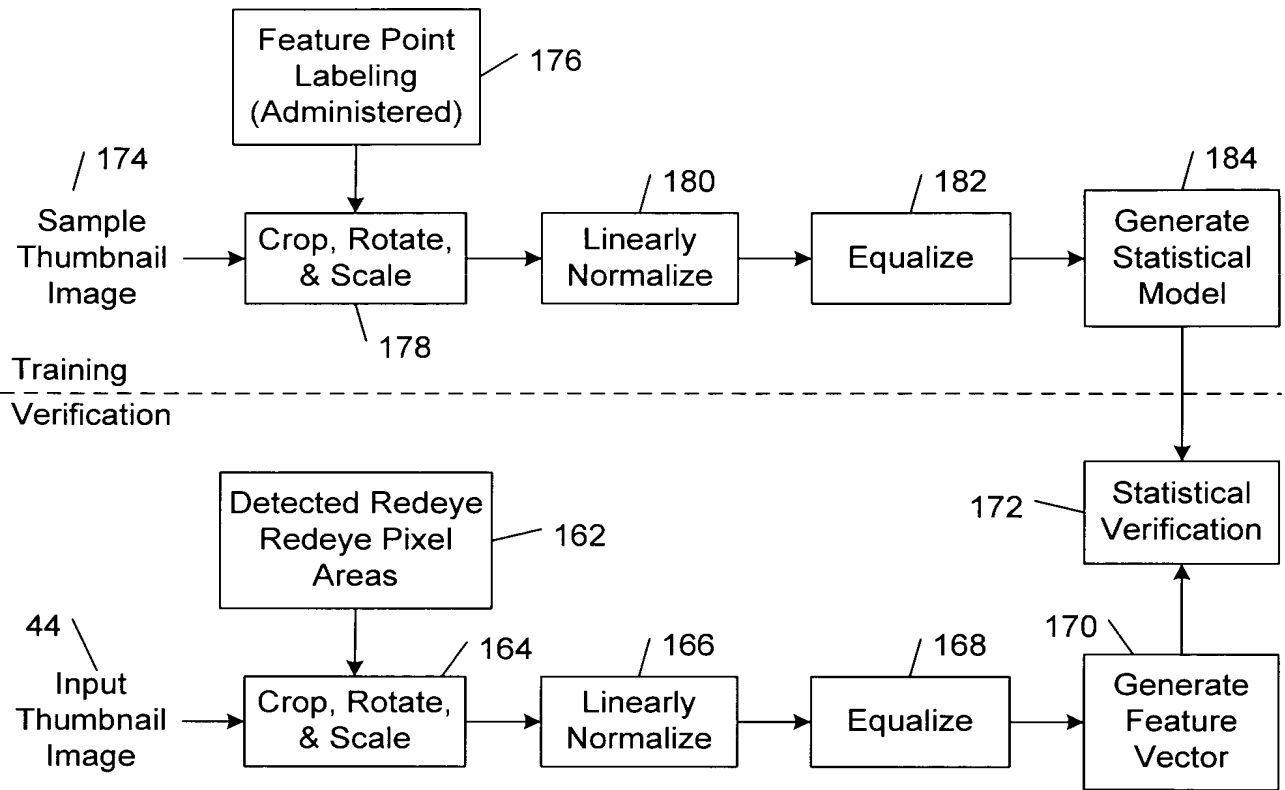 Feature Point
Labeling
(Administered)
176
174
Sample
Thumbnail
Image
Crop, Rotate,
& Scale
178
180
Linearly
Normalize
182
Equalize
184
Generate
Statistical
Model
Training
Verification
Detected Redeye
Redeye Pixel
Areas
162
172
Statistical
Verification
44
Input
Thumbnail
Image
164
Crop, Rotate,
& Scale
166
Linearly
Normalize
168
Equalize
170
Generate
Feature
Vector